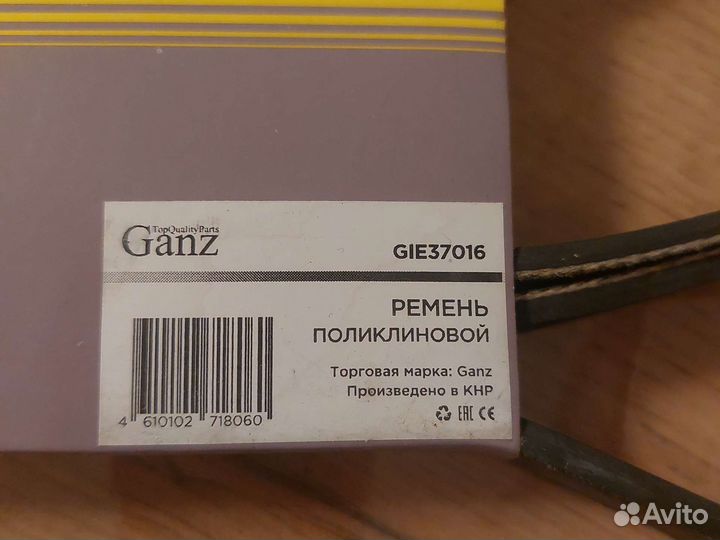 TopQualityParts
Ganz
GIE37016
РЕМЕНЬ
ПОЛИКЛИНОВОЙ
Торговая марка: Ganz
Произведено в КНР
EAC CE
4 610102 718060
Avito